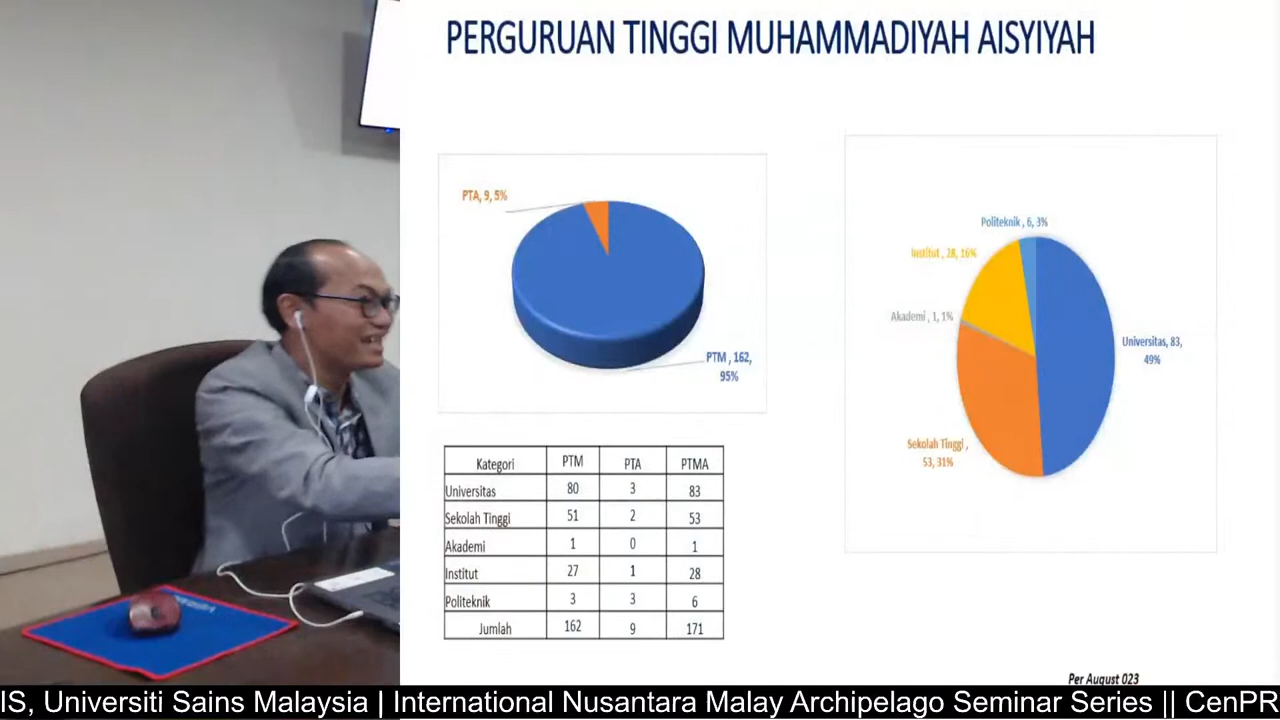 PERGURUAN TINGGI MUHAMMADIYAH AISYIYAH
PTA, 9, 5%
PTM , 162,
95%
Politeknik , 6, 3%
Institut , 28, 16%
Akademi , 1, 1%
Universitas, 83,
49%
Sekolah Tinggi ,
53, 31%
Kategori PTM PTA PTMA
Universitas 80 3 83
Sekolah Tinggi 51 2 53
Akademi 1 0 1
Institut 27 1 28
Politeknik 3 3 6
Jumlah 162 9 171
Per August 023
IS, Universiti Sains Malaysia | International Nusantara Malay Archipelago Seminar Series || CenPR